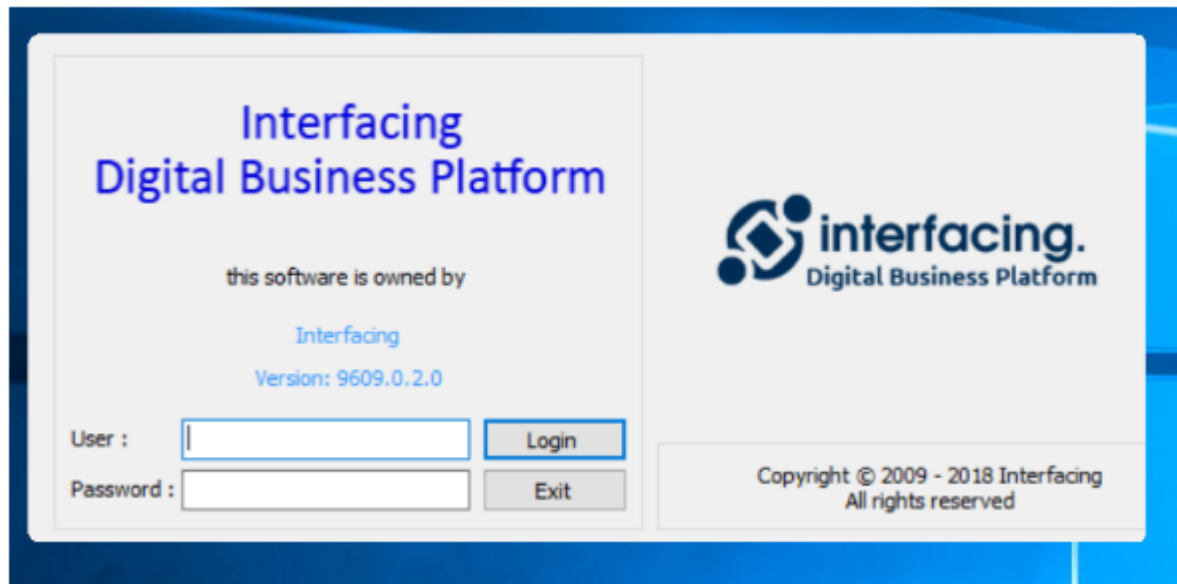 Interfacing
Digital Business Platform
this software is owned by
Interfacing
Version: 9609.0.2.0
User :
Login
Password :
Exit
interfacing.
Digital Business Platform
Copyright © 2009 - 2018 Interfacing
All rights reserved